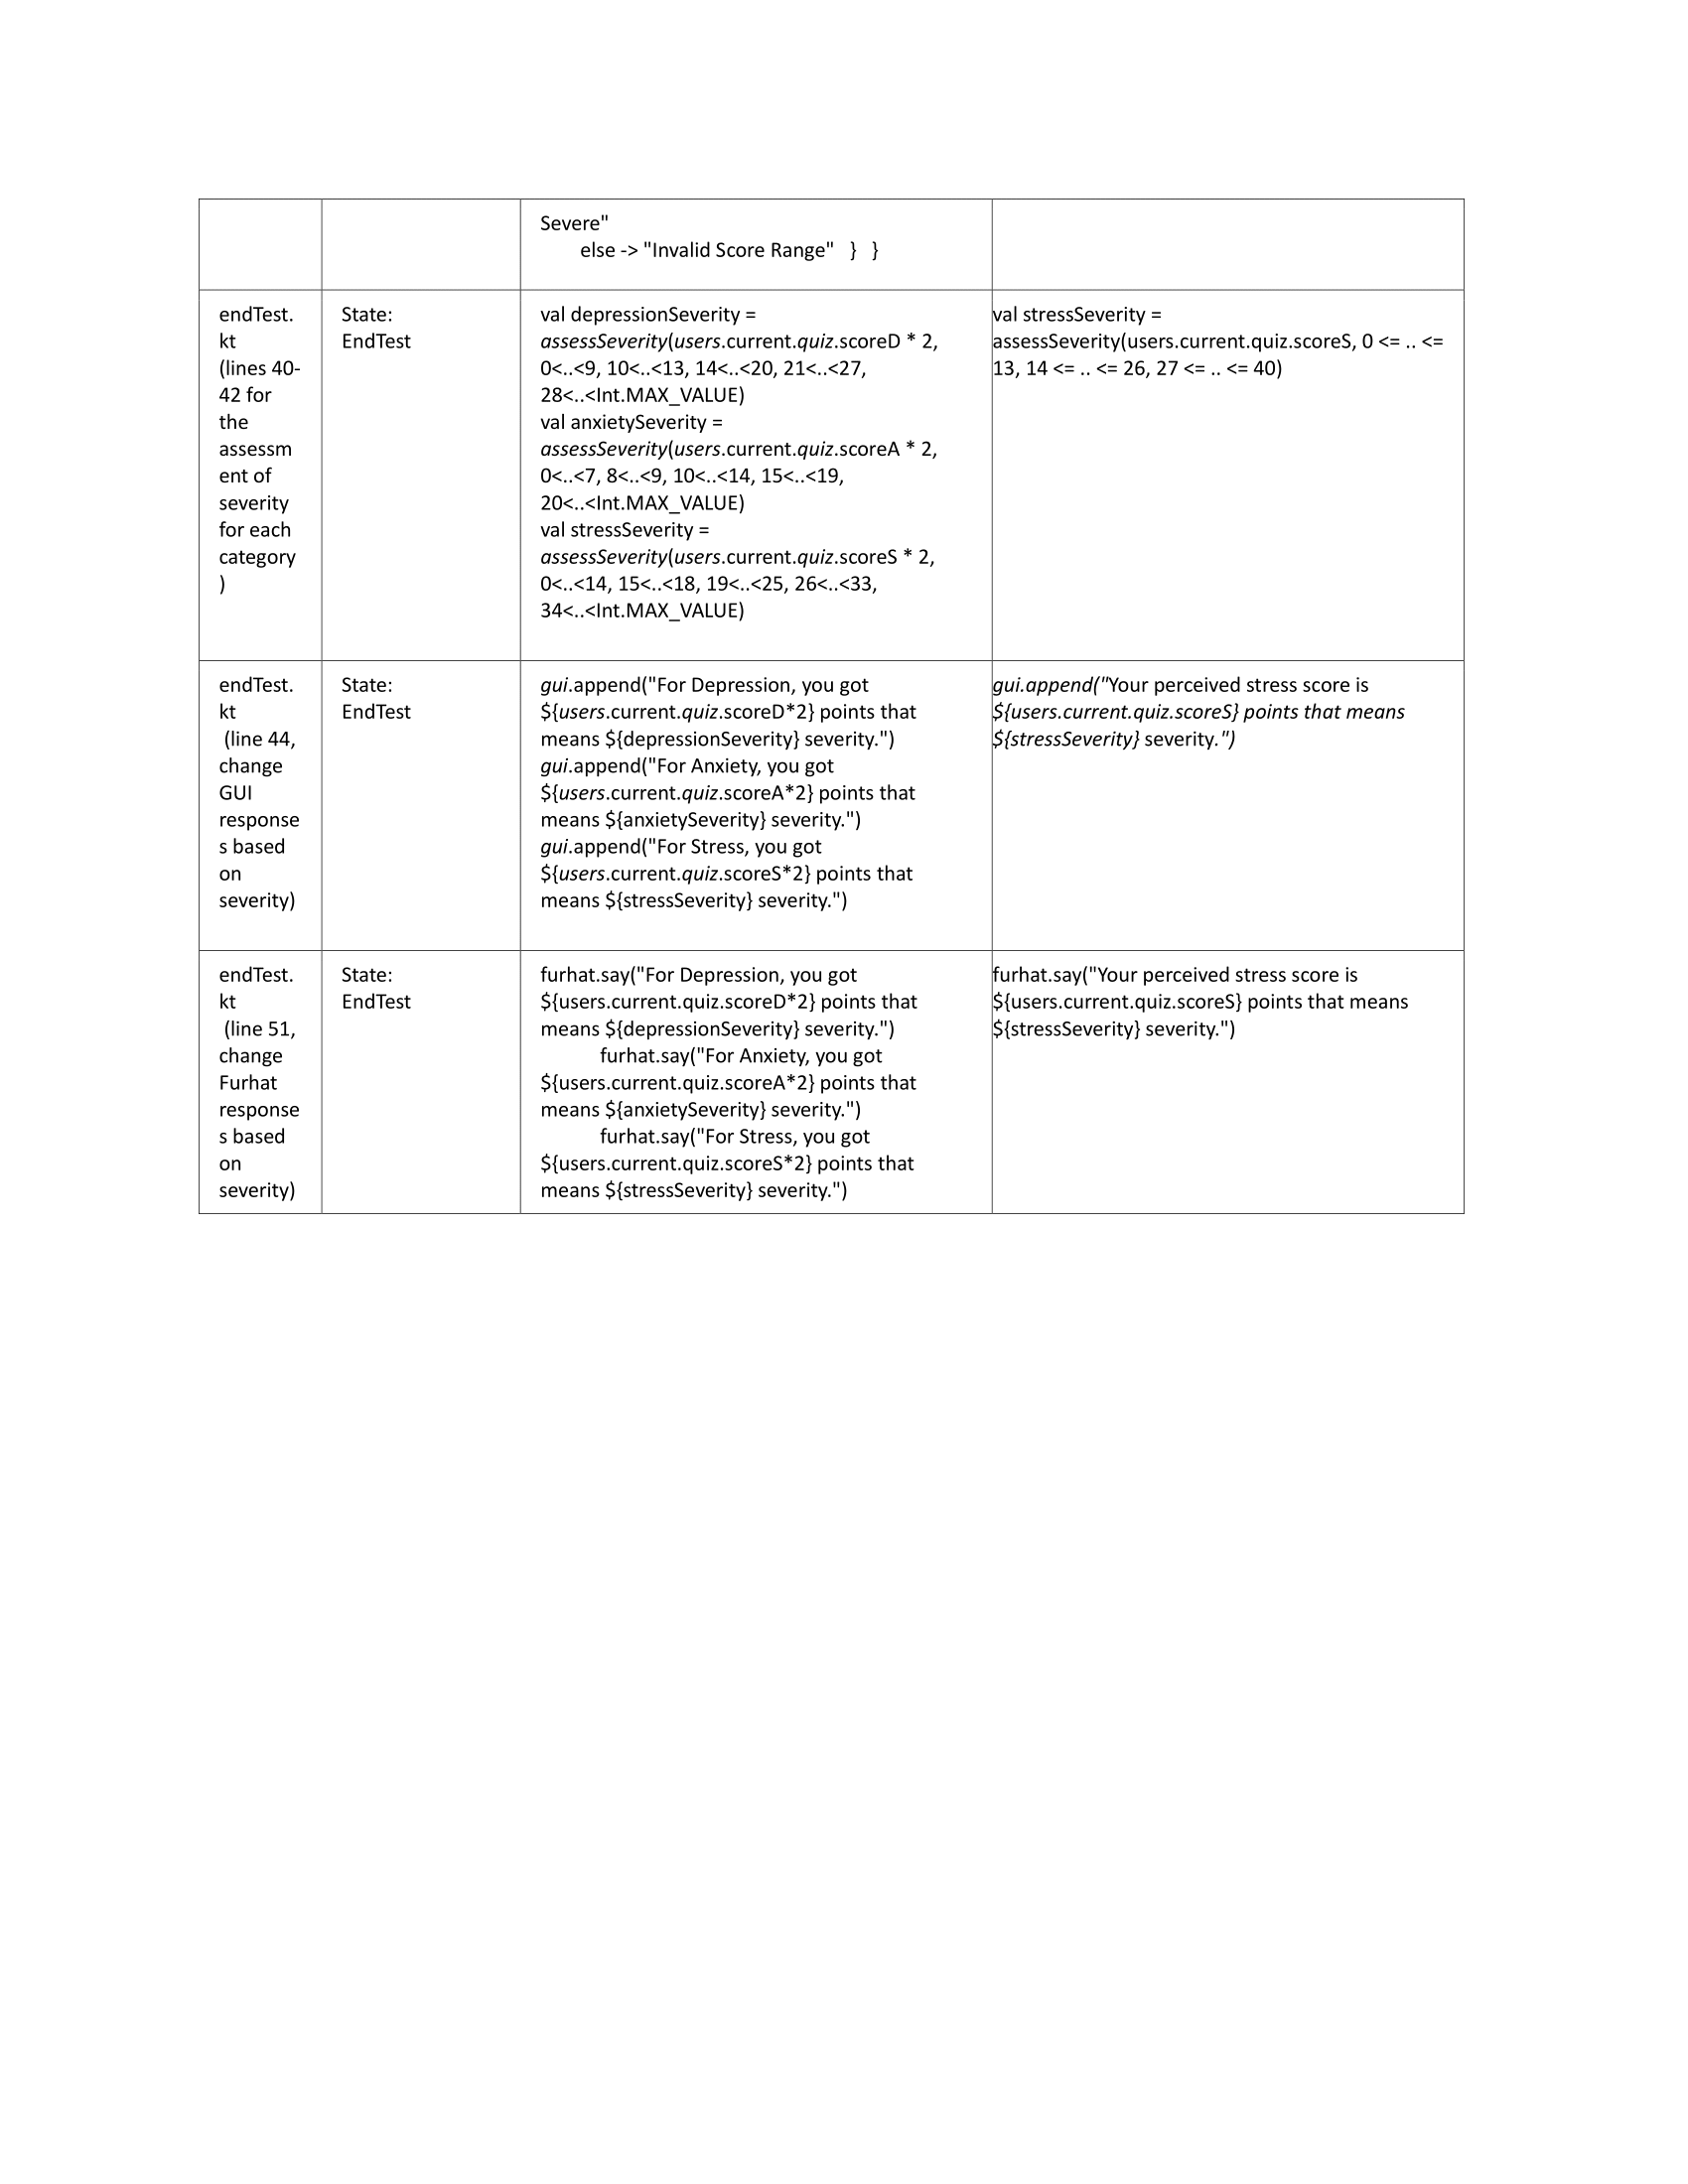 Severe"
else -> "Invalid Score Range"   }   }
endTest.
kt
(lines 40-
42 for
the
assessm
ent of
severity
for each
category
)
State:
EndTest
val depressionSeverity =
assessSeverity(users.current.quiz.scoreD * 2,
0<..<9, 10<..<13, 14<..<20, 21<..<27,
28<..<Int.MAX_VALUE)
val anxietySeverity =
assessSeverity(users.current.quiz.scoreA * 2,
0<..<7, 8<..<9, 10<..<14, 15<..<19,
20<..<Int.MAX_VALUE)
val stressSeverity =
assessSeverity(users.current.quiz.scoreS * 2,
0<..<14, 15<..<18, 19<..<25, 26<..<33,
34<..<Int.MAX_VALUE)
val stressSeverity =
assessSeverity(users.current.quiz.scoreS, 0 <= .. <=
13, 14 <= .. <= 26, 27 <= .. <= 40)
endTest.
kt
(line 44,
change
GUI
response
s based
on
severity)
State:
EndTest
gui.append("For Depression, you got
${users.current.quiz.scoreD*2} points that
means ${depressionSeverity} severity.")
gui.append("For Anxiety, you got
${users.current.quiz.scoreA*2} points that
means ${anxietySeverity} severity.")
gui.append("For Stress, you got
${users.current.quiz.scoreS*2} points that
means ${stressSeverity} severity.")
gui.append("Your perceived stress score is
${users.current.quiz.scoreS} points that means
${stressSeverity} severity.")
endTest.
kt
(line 51,
change
Furhat
response
s based
on
severity)
State:
EndTest
furhat.say("For Depression, you got
${users.current.quiz.scoreD*2} points that
means ${depressionSeverity} severity.")
furhat.say("For Anxiety, you got
${users.current.quiz.scoreA*2} points that
means ${anxietySeverity} severity.")
furhat.say("For Stress, you got
${users.current.quiz.scoreS*2} points that
means ${stressSeverity} severity.")
furhat.say("Your perceived stress score is
${users.current.quiz.scoreS} points that means
${stressSeverity} severity.")